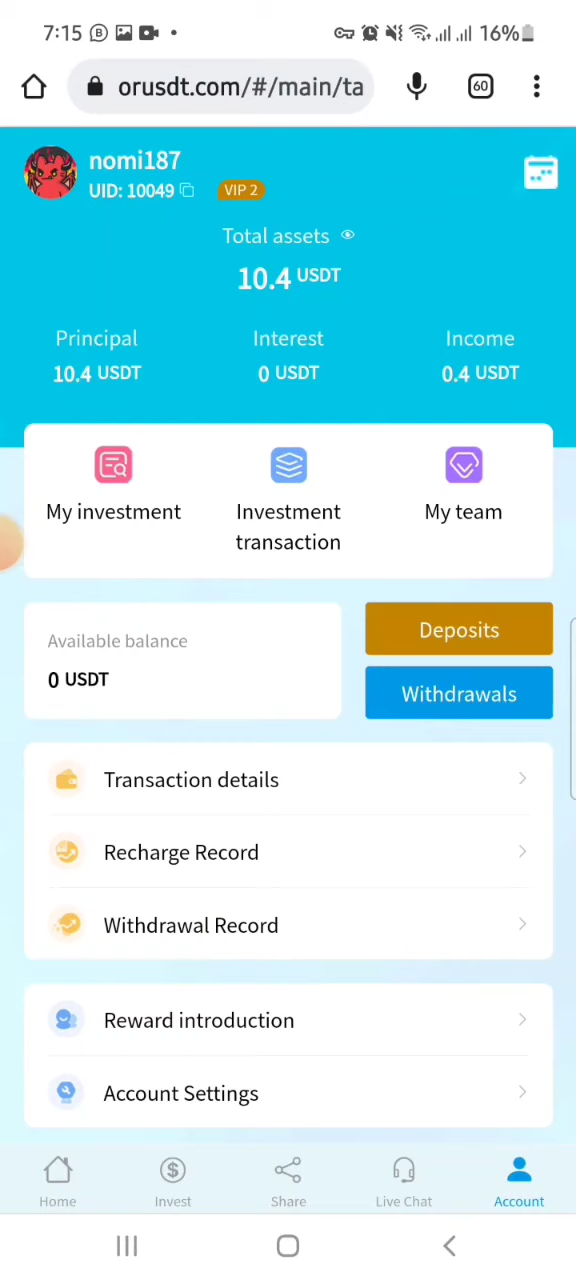 7:15
16%
orusdt.com/#/main/ta
60
nomi187
UID: 10049
VIP 2
Total assets
10.4 USDT
Principal Interest Income
10.4 USDT 0 USDT 0.4 USDT
My investment Investment transaction My team
Available balance
0 USDT
Deposits
Withdrawals
Transaction details
Recharge Record
Withdrawal Record
Reward introduction
Account Settings
Home Invest Share Live Chat Account